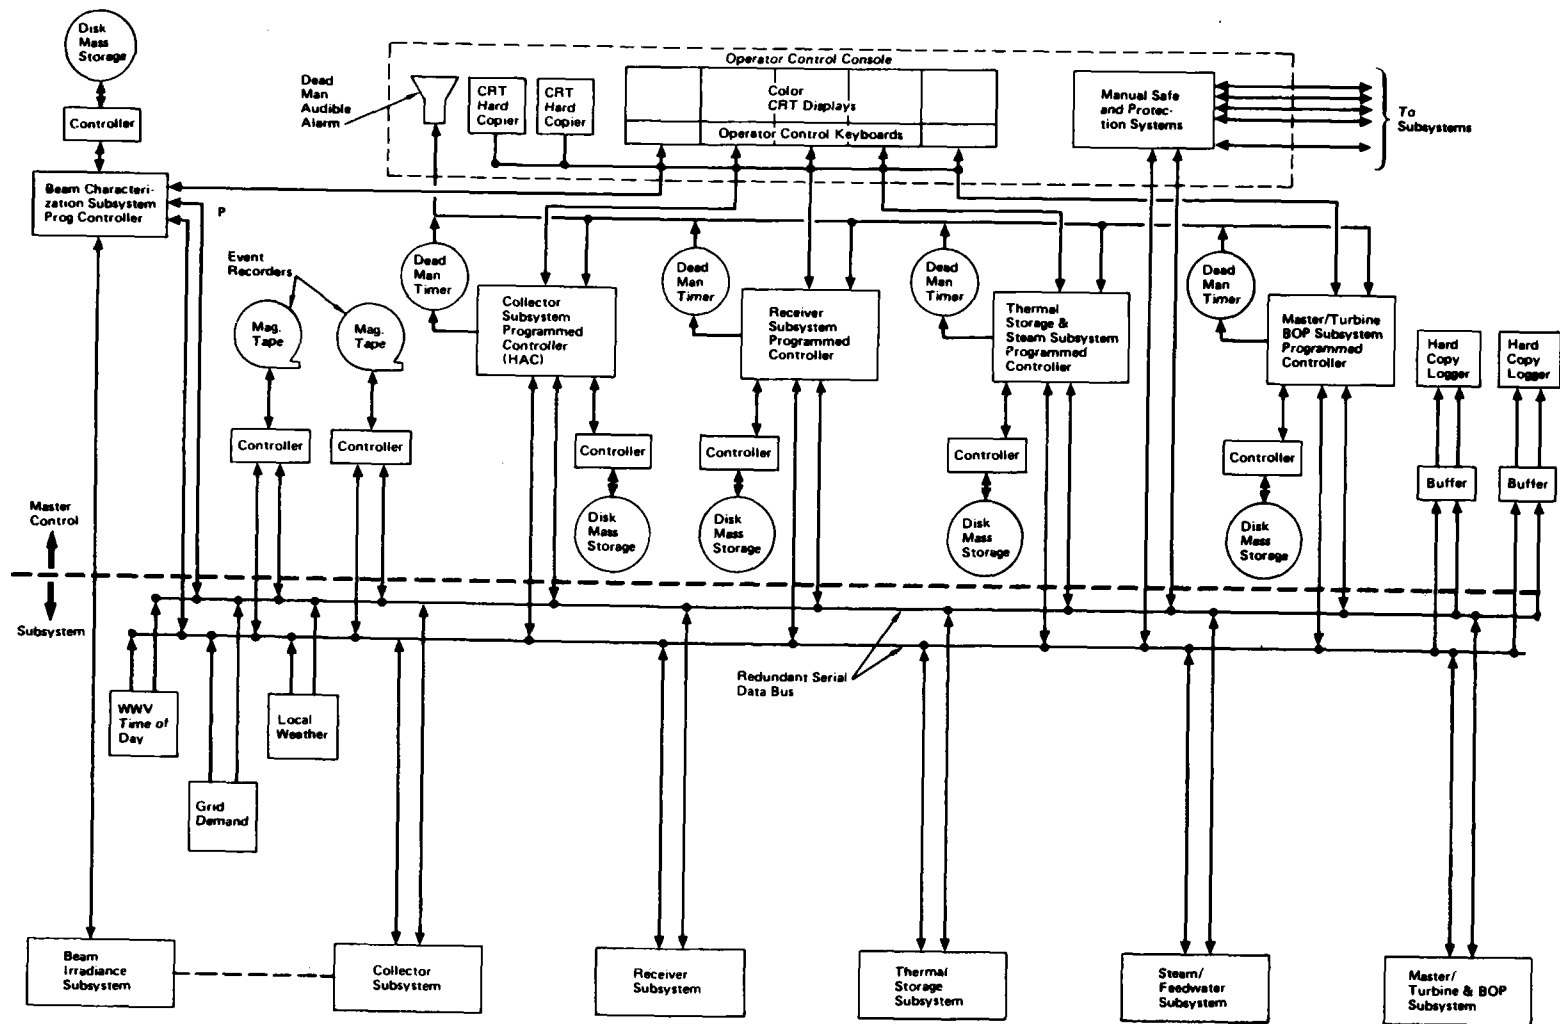 Disk
Mass
Storage
Controller
Beam Characteri-
zation Subsystem
Prog Controller
P
Dead
Man
Audible
Alarm
Operator Control Console
CRT
Hard
Copier
CRT
Hard
Copier
Color
CRT Displays
Operator Control Keyboards
Manual Safe
and Protec-
tion Systems
To
Subsystems
Event
Recorders
Mag.
Tape
Mag.
Tape
Controller
Controller
Dead
Man
Timer
Collector
Subsystem
Programmed
Controller
(HAC)
Controller
Disk
Mass
Storage
Dead
Man
Timer
Receiver
Subsystem
Programmed
Controller
Controller
Disk
Mass
Storage
Dead
Man
Timer
Thermal
Storage &
Steam Subsystem
Programmed
Controller
Controller
Disk
Mass
Storage
Dead
Man
Timer
Master/Turbine
BOP Subsystem
Programmed
Controller
Controller
Disk
Mass
Storage
Hard
Copy
Logger
Hard
Copy
Logger
Buffer
Buffer
Master
Control
Subsystem
Redundant Serial
Data Bus
WWV
Time of
Day
Local
Weather
Grid
Demand
Beam
Irradiance
Subsystem
Collector
Subsystem
Receiver
Subsystem
Thermal
Storage
Subsystem
Steam/
Feedwater
Subsystem
Master/
Turbine & BOP
Subsystem